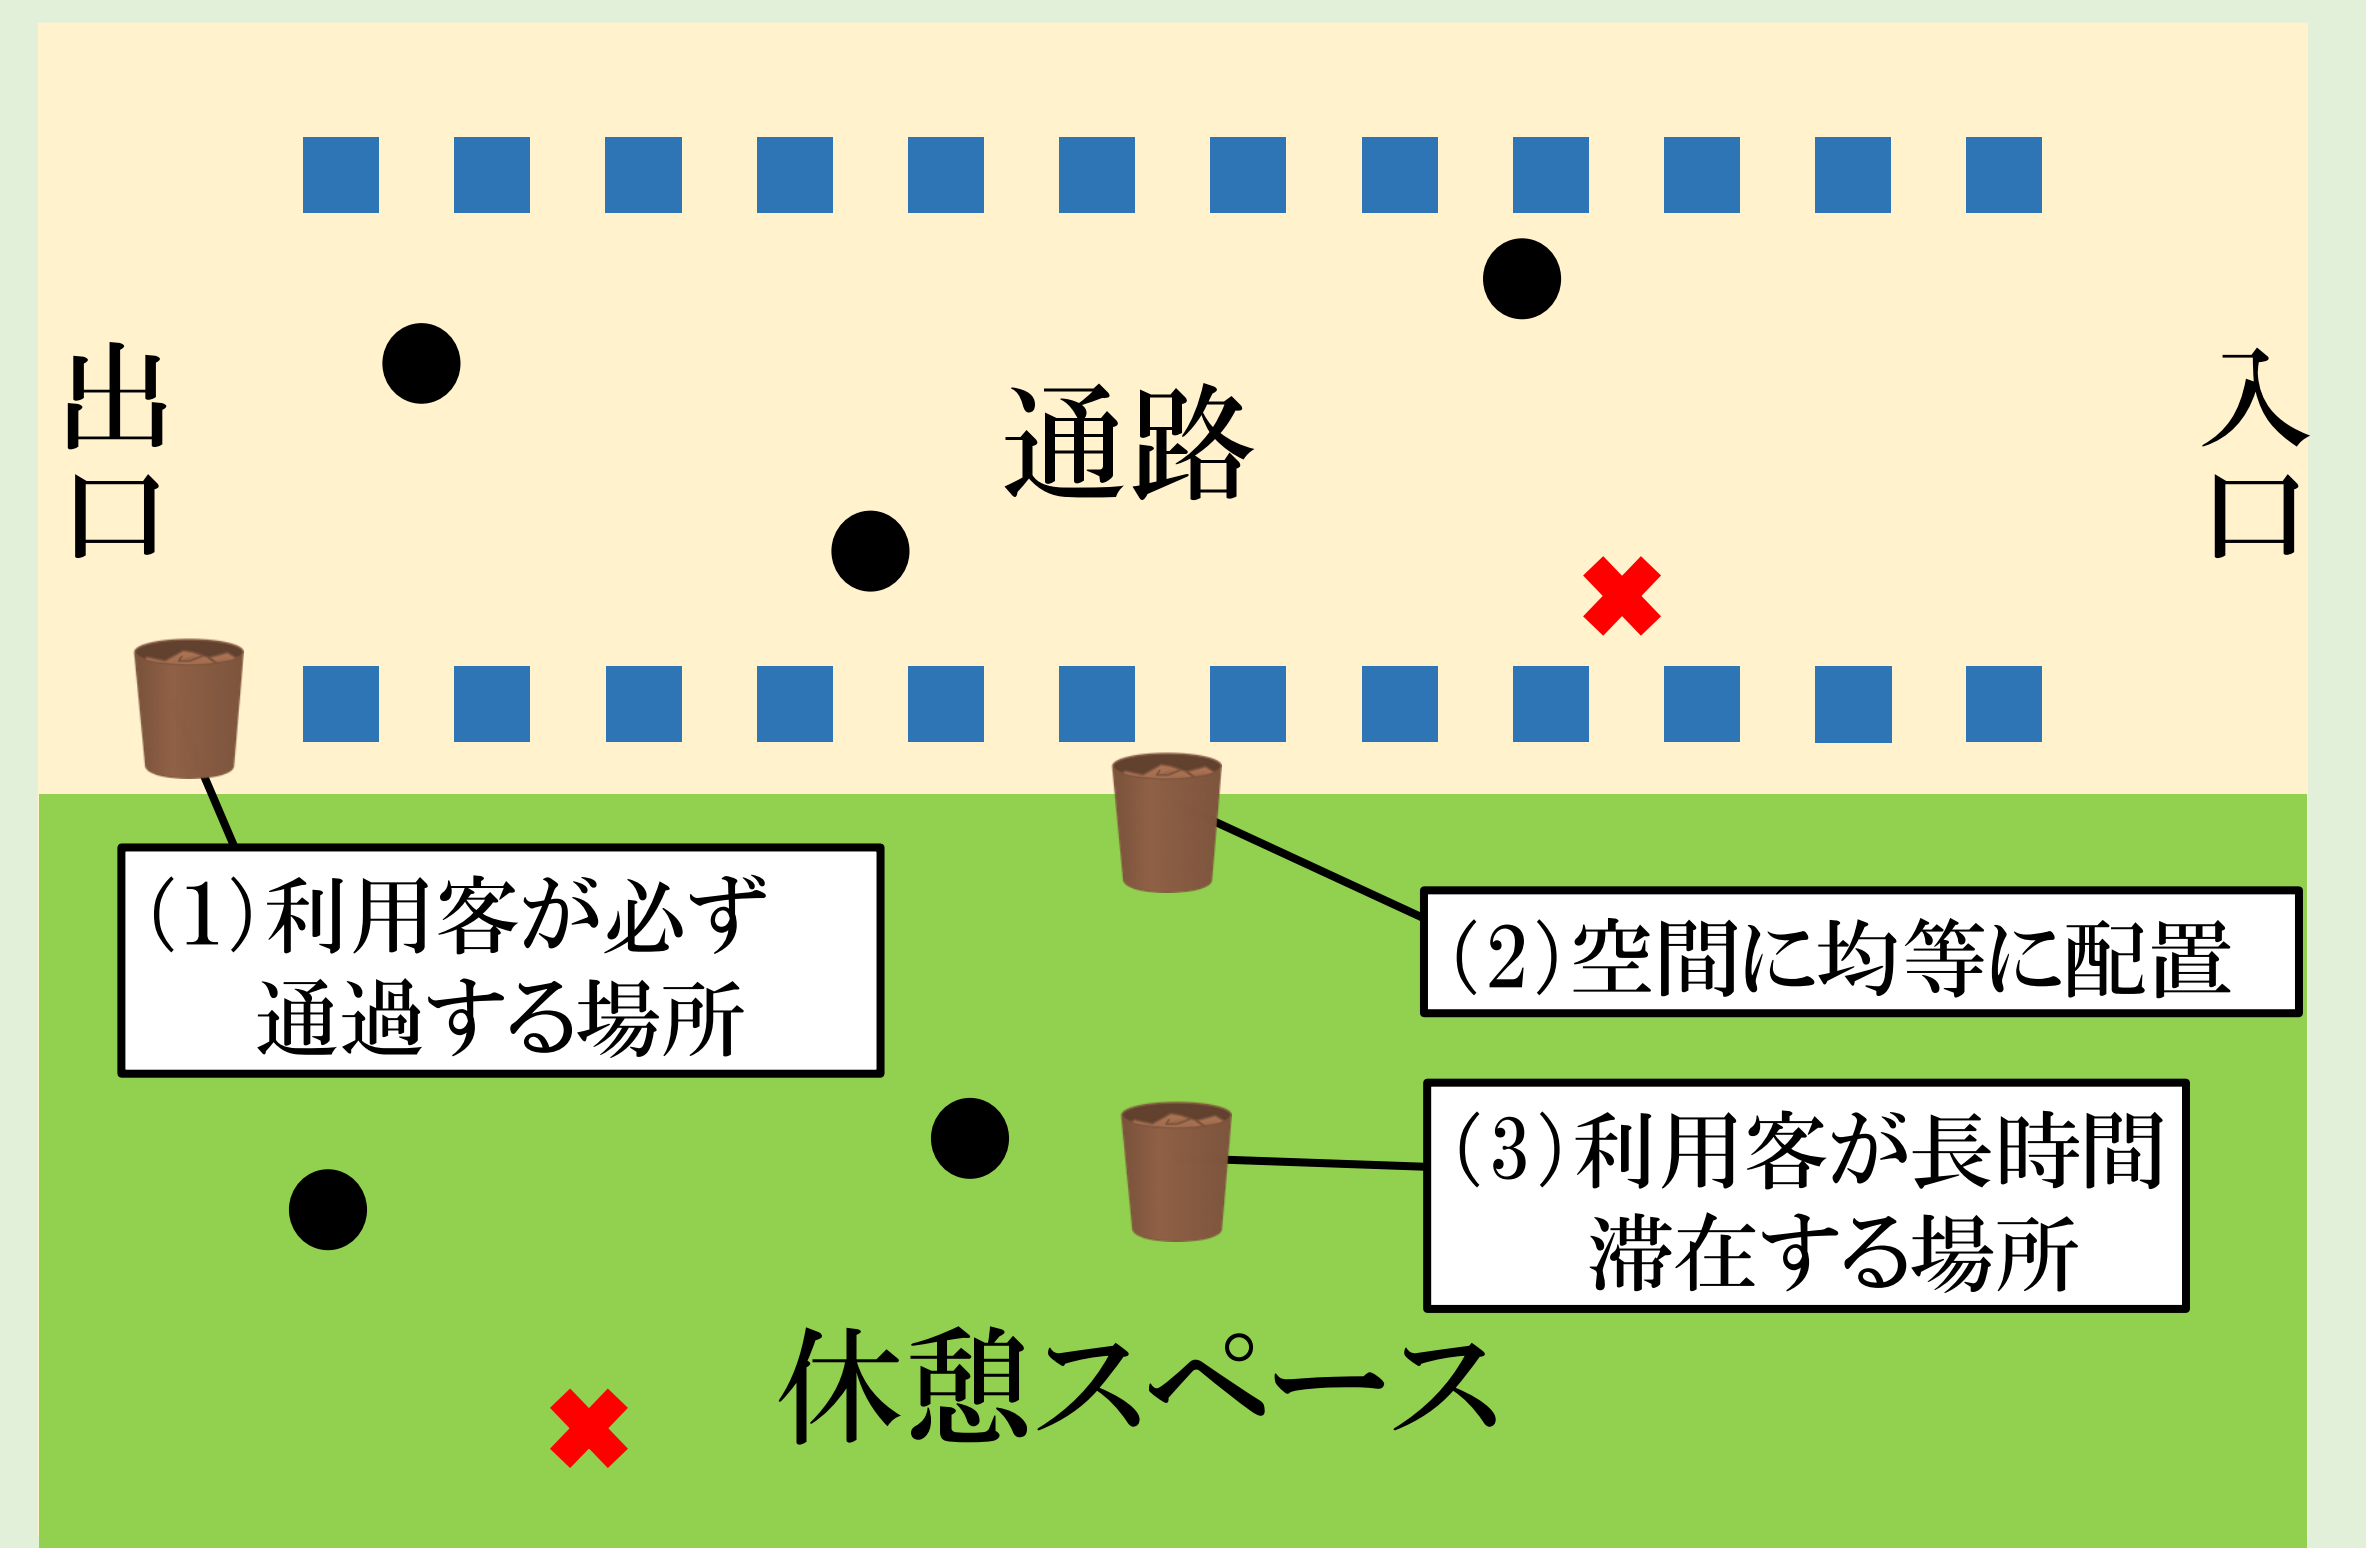 出口
通路
入口
(1)利用客が必ず
通過する場所
(2)空間に均等に配置
(3)利用客が長時間
滞在する場所
休憩スペース